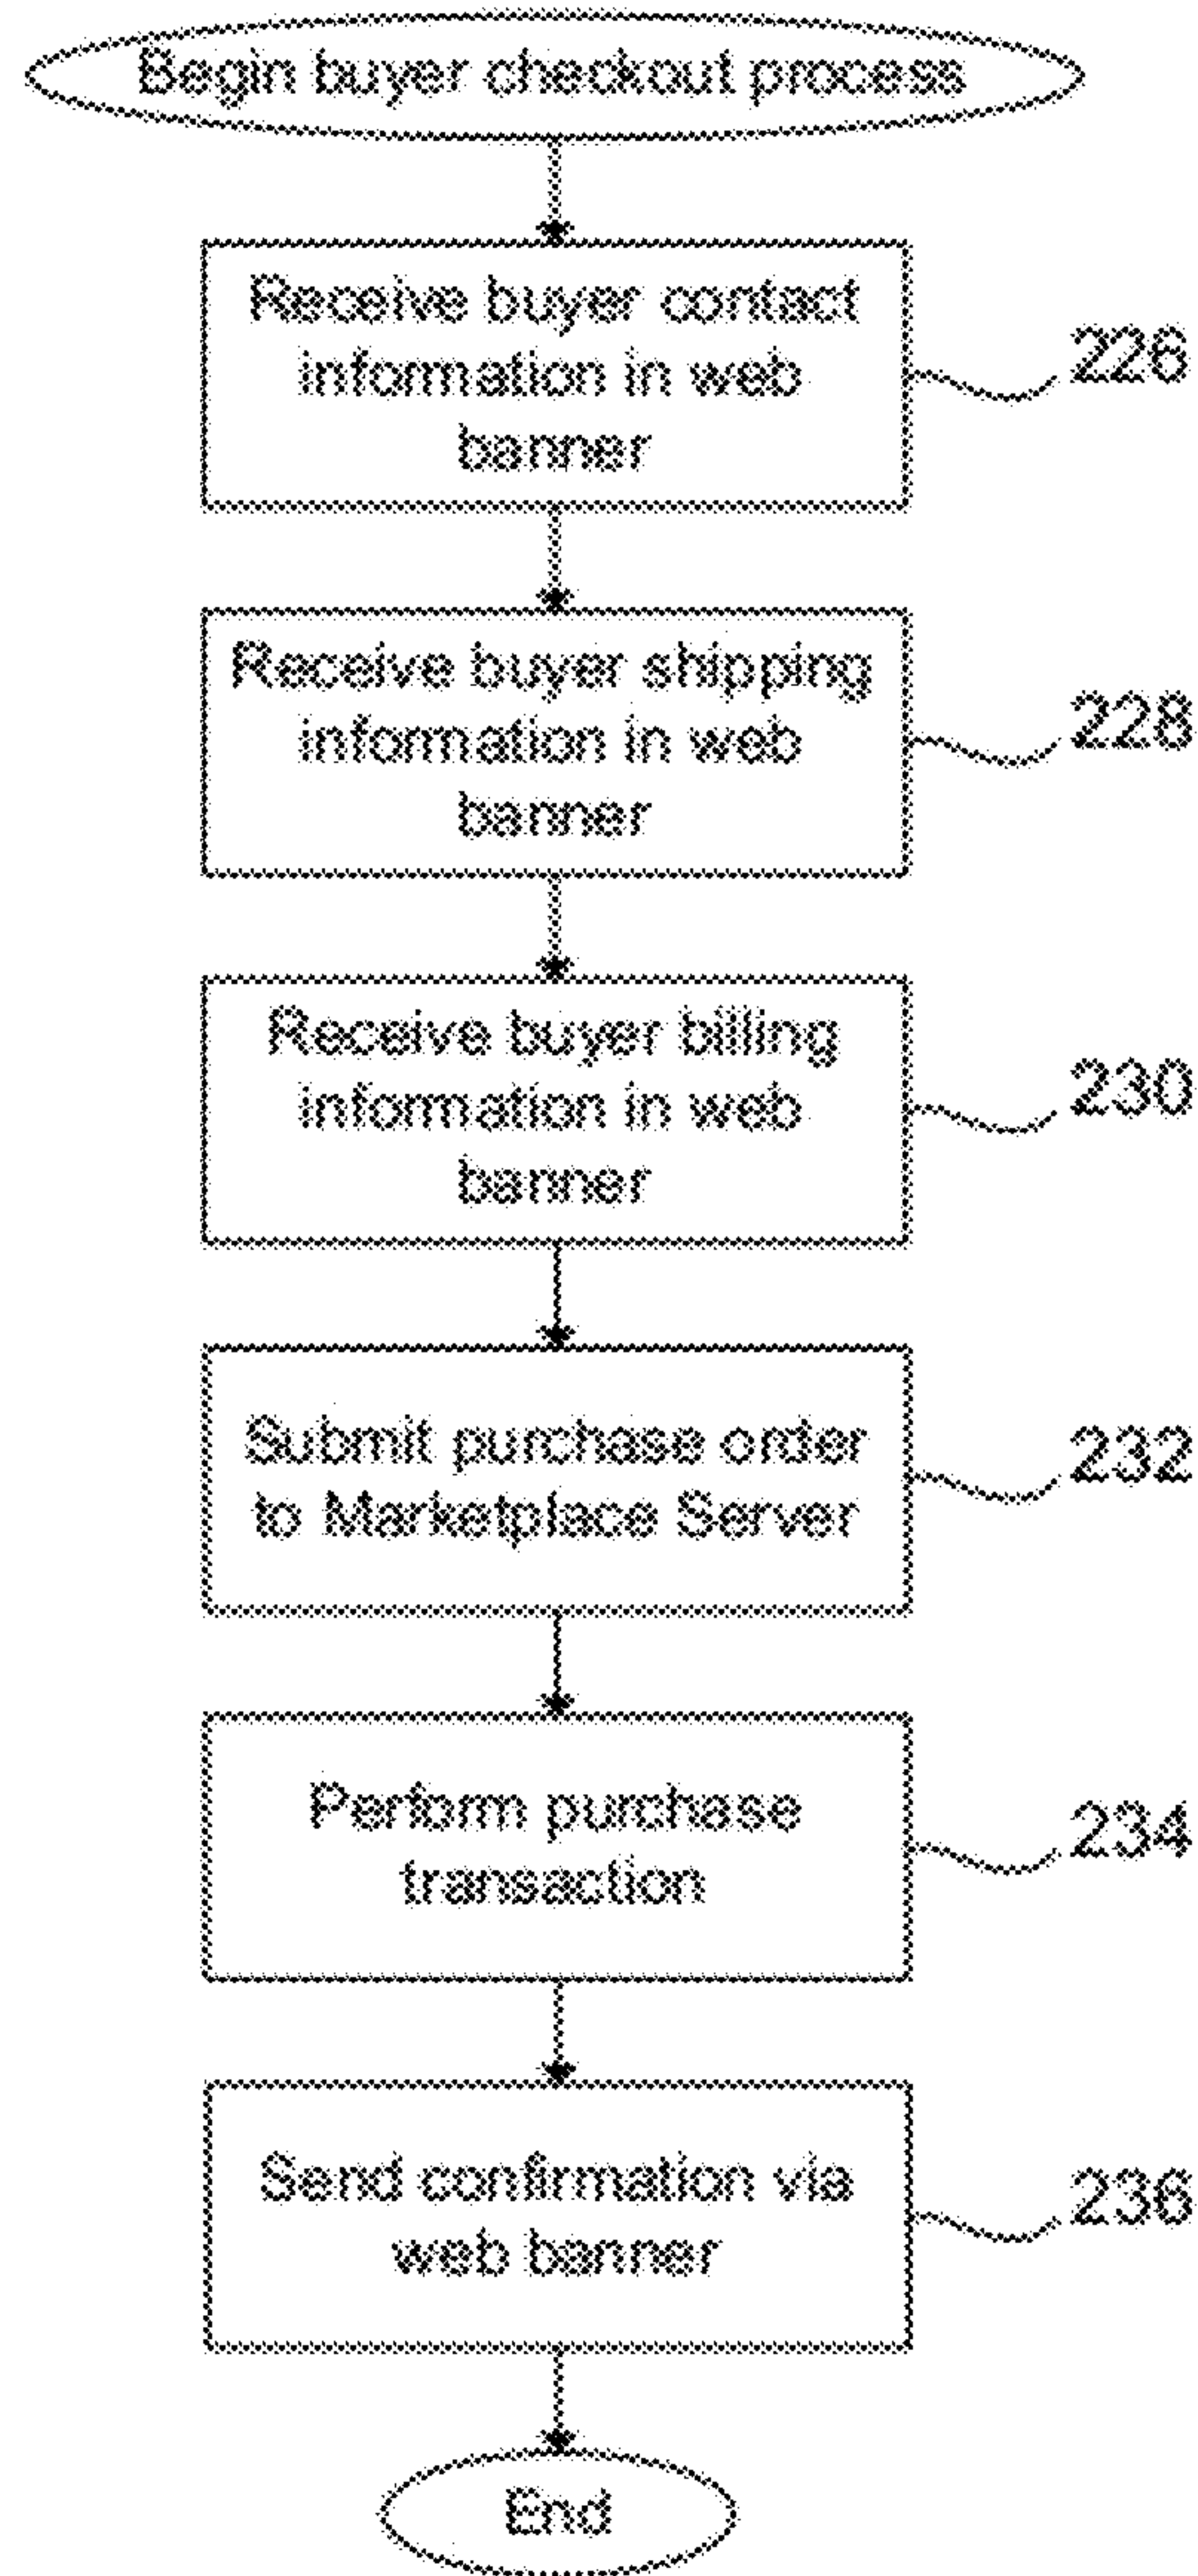 Begin buyer checkout process
Receive buyer contact
information in web
banner
226
Receive buyer shipping
information in web
banner
228
Receive buyer billing
information in web
banner
230
Submit purchase order
to Marketplace Server
232
Perform purchase
transaction
234
Send confirmation via
web banner
236
End